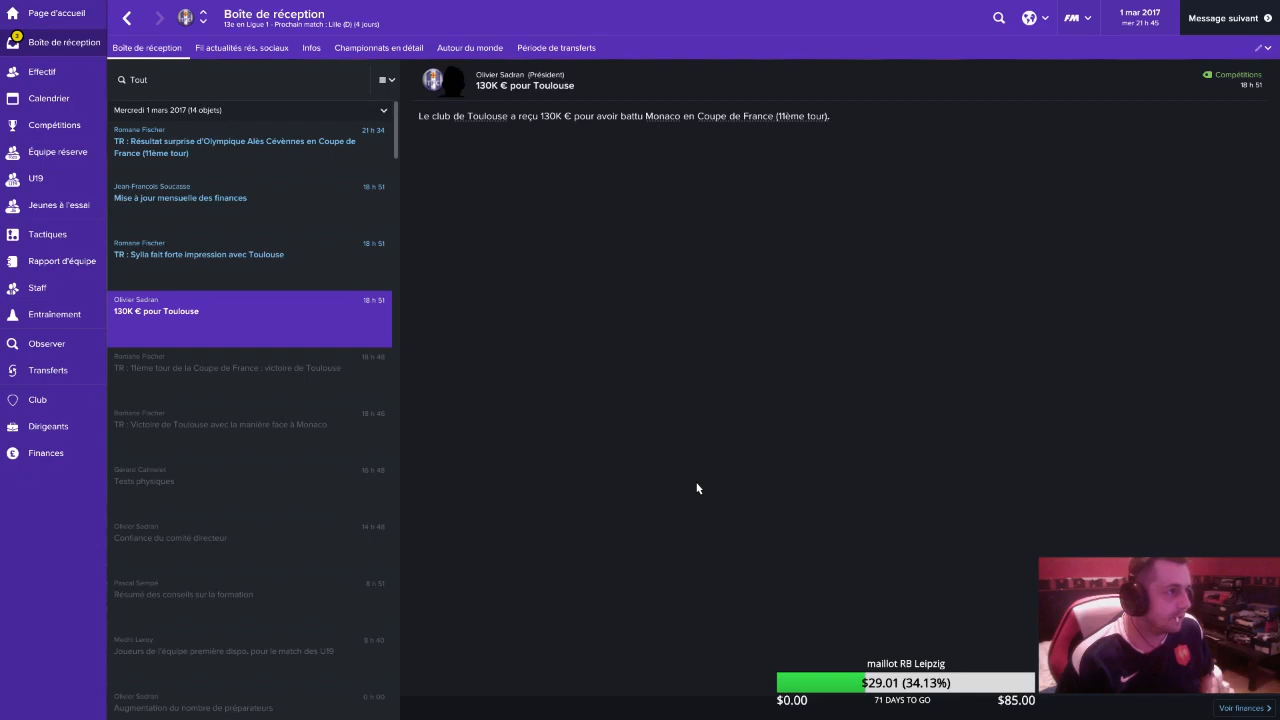 Page d'accueil
3
Boîte de réception
Effectif
Calendrier
Compétitions
Équipe réserve
U19
Jeunes à l'essai
Tactiques
Rapport d'équipe
Staff
Entraînement
Observer
Transferts
Club
Dirigeants
Finances
Boîte de réception
13e en Ligue 1 - Prochain match : Lille (D) (4 jours)
FM
1 mar 2017
mer 21 h 45
Message suivant
Boîte de réception
Fil actualités rés. sociaux
Infos
Championnats en détail
Autour du monde
Période de transferts
Tout
Mercredi 1 mars 2017 (14 objets)
Romane Fischer 21 h 34
TR : Résultat surprise d'Olympique Alès Cévènnes en Coupe de
France (11ème tour)
Jean-Francois Soucasse 18 h 51
Mise à jour mensuelle des finances
Romane Fischer 18 h 51
TR : Sylla fait forte impression avec Toulouse
Olivier Sadran 18 h 51
130K € pour Toulouse
Romane Fischer 18 h 48
TR : 11ème tour de la Coupe de France : victoire de Toulouse
Romane Fischer 18 h 46
TR : Victoire de Toulouse avec la manière face à Monaco
16 h 48
Tests physiques
Olivier Sadran 14 h 48
Confiance du comité directeur
Pascal Sempé 8 h 51
Résumé des conseils sur la formation
Medhi Leroy
Joueurs de l'équipe première dispo. pour le match des U19
Olivier Sadran 0 h 00
Augmentation du nombre de préparateurs
Olivier Sadran (Président)
130K € pour Toulouse
Compétitions
18 h 51
Le club de Toulouse a reçu 130K € pour avoir battu Monaco en Coupe de France (11ème tour).
maillot RB Leipzig
$29.01 (34.13%)
$0.00 71 DAYS TO GO $85.00
Voir finances